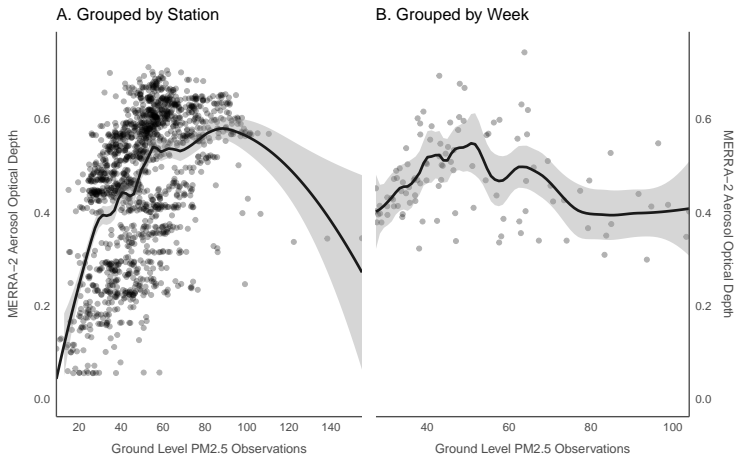 A. Grouped by Station
B. Grouped by Week
MERRA−2 Aerosol Optical Depth
0.6
0.4
0.2
0.0
20 40 60 80 100 120 140
Ground Level PM2.5 Observations
40 60 80 100
Ground Level PM2.5 Observations
0.6
0.4
0.2
0.0
MERRA−2 Aerosol Optical Depth